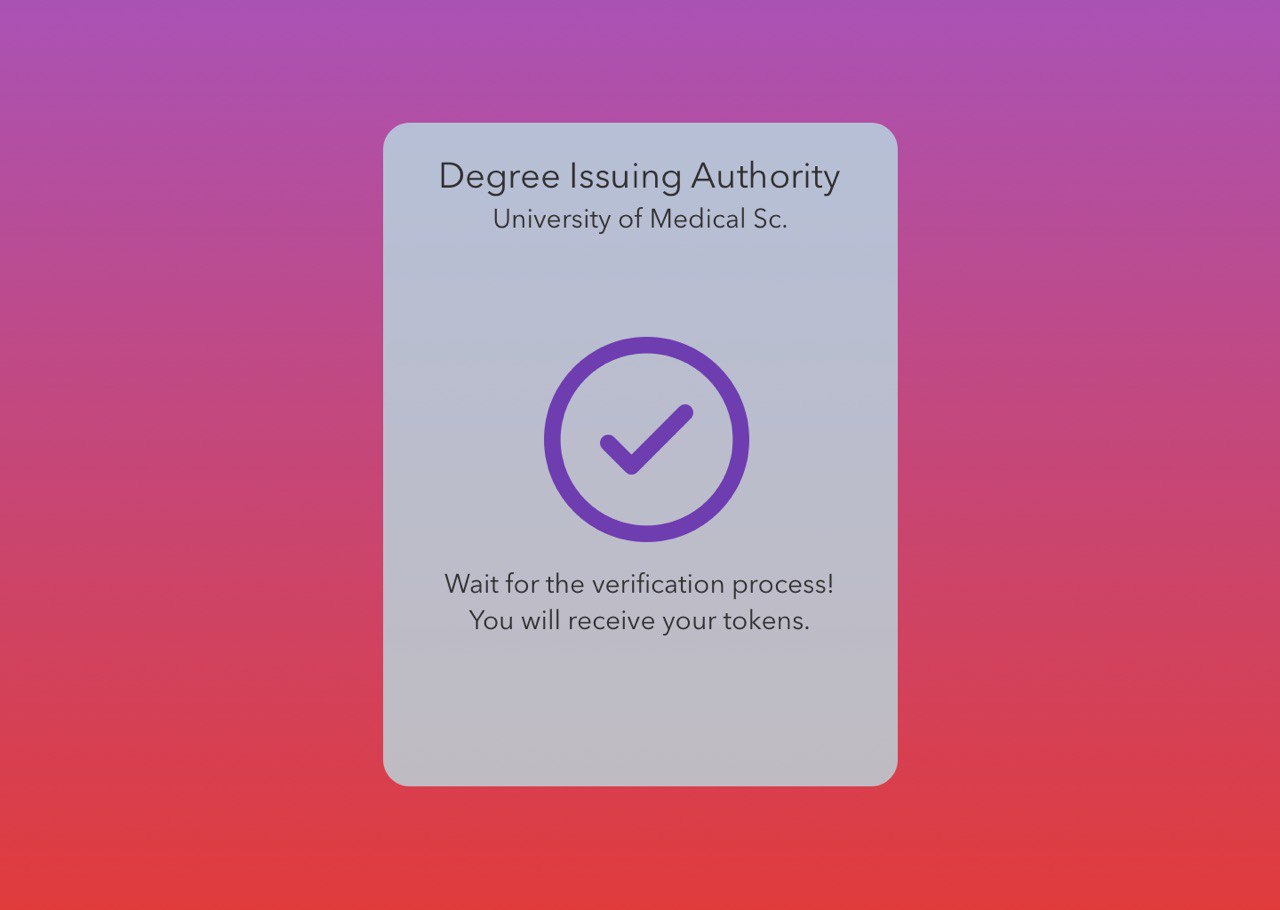 Degree Issuing Authority
University of Medical Sc.
Wait for the verification process!
You will receive your tokens.